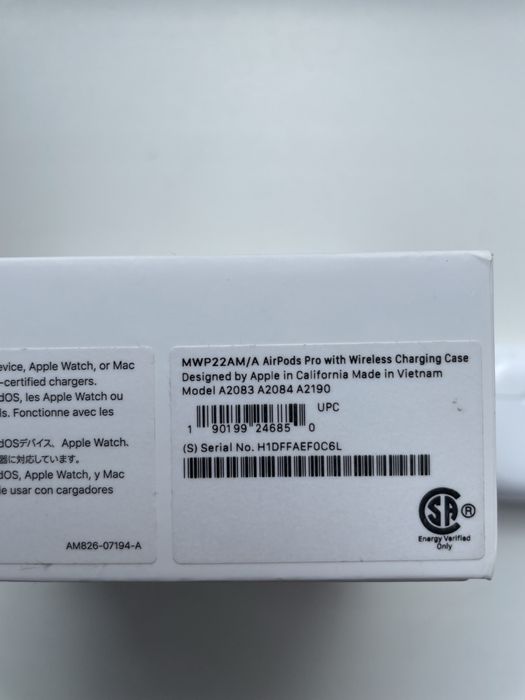 evice, Apple Watch, or Mac
-certified chargers.
dOS, les Apple Watch ou
is. Fonctionne avec les
dOSデバイス、Apple Watch、
器に対応しています。
dOS, Apple Watch, y Mac
le usar con cargadores
AM826-07194-A
MWP22AM/A AirPods Pro with Wireless Charging Case
Designed by Apple in California Made in Vietnam
Model A2083 A2084 A2190
UPC
1 90199 24685 0
(S) Serial No. H1DFFAEF0C6L
SA ®
Energy Verified
Only